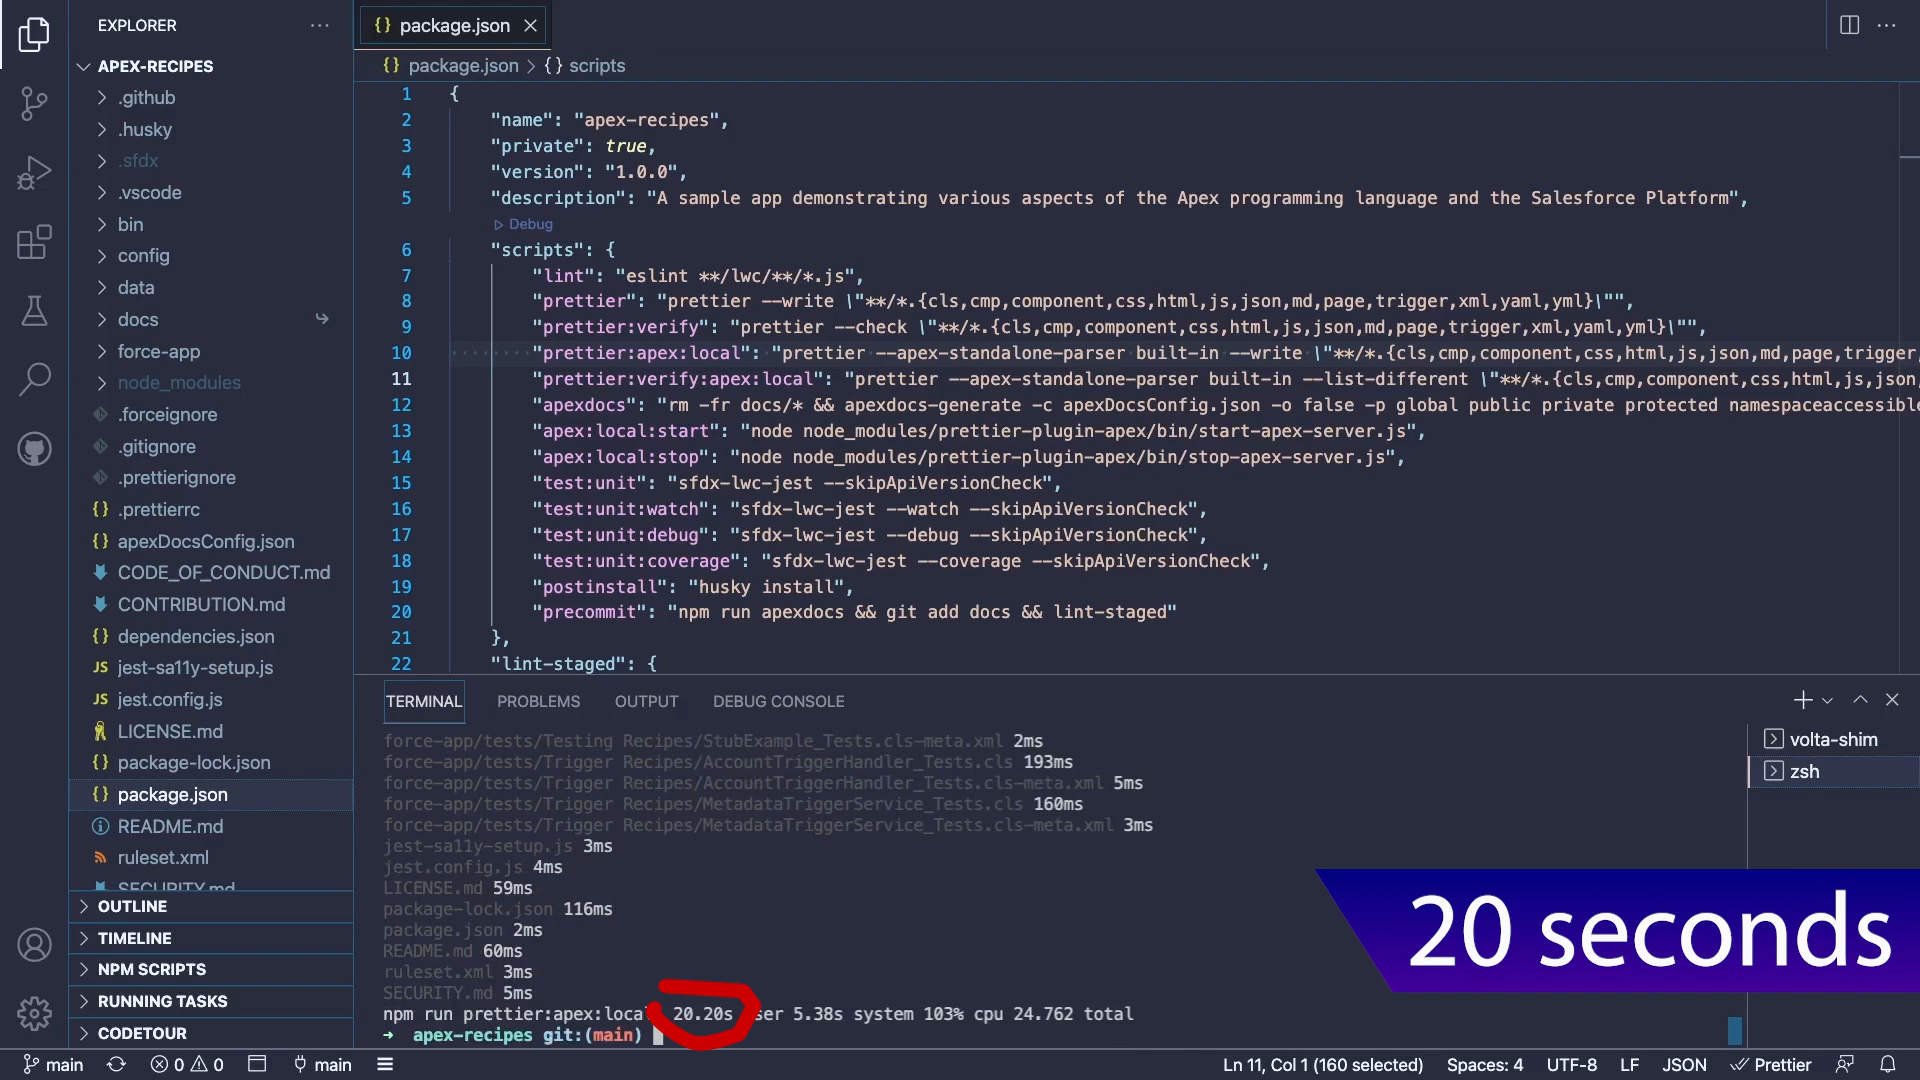 EXPLORER
APEX-RECIPES
.github
.husky
.sfdx
.vscode
bin
config
data
docs
force-app
node_modules
.forceignore
.gitignore
.prettierignore
.prettierrc
apexDocsConfig.json
CODE_OF_CONDUCT.md
CONTRIBUTION.md
dependencies.json
jest-sa11y-setup.js
jest.config.js
LICENSE.md
package-lock.json
package.json
README.md
ruleset.xml
SECURITY.md
OUTLINE
TIMELINE
NPM SCRIPTS
RUNNING TASKS
CODETOUR
{} package.json
{} package.json > {} scripts
1 {
2 "name": "apex-recipes",
3 "private": true,
4 "version": "1.0.0",
5 "description": "A sample app demonstrating various aspects of the Apex programming language and the Salesforce Platform",
Debug
6 "scripts": {
7 "lint": "eslint **/lwc/**/*.js",
8 "prettier": "prettier --write \"**/*.{cls,cmp,component,css,html,js,json,md,page,trigger,xml,yaml,yml}\"",
9 "prettier:verify": "prettier --check \"**/*.{cls,cmp,component,css,html,js,json,md,page,trigger,xml,yaml,yml}\"",
10 "prettier:apex:local": "prettier --apex-standalone-parser built-in --write \"**/*.{cls,cmp,component,css,html,js,json,md,page,trigger,
11 "prettier:verify:apex:local": "prettier --apex-standalone-parser built-in --list-different \"**/*.{cls,cmp,component,css,html,js,json,
12 "apexdocs": "rm -fr docs/* && apexdocs-generate -c apexDocsConfig.json -o false -p global public private protected namespaceaccessible
13 "apex:local:start": "node node_modules/prettier-plugin-apex/bin/start-apex-server.js",
14 "apex:local:stop": "node node_modules/prettier-plugin-apex/bin/stop-apex-server.js",
15 "test:unit": "sfdx-lwc-jest --skipApiVersionCheck",
16 "test:unit:watch": "sfdx-lwc-jest --watch --skipApiVersionCheck",
17 "test:unit:debug": "sfdx-lwc-jest --debug --skipApiVersionCheck",
18 "test:unit:coverage": "sfdx-lwc-jest --coverage --skipApiVersionCheck",
19 "postinstall": "husky install",
20 "precommit": "npm run apexdocs && git add docs && lint-staged"
21 },
22 "lint-staged": {
TERMINAL PROBLEMS OUTPUT DEBUG CONSOLE
force-app/tests/Testing Recipes/StubExample_Tests.cls-meta.xml 2ms
force-app/tests/Trigger Recipes/AccountTriggerHandler_Tests.cls 193ms
force-app/tests/Trigger Recipes/AccountTriggerHandler_Tests.cls-meta.xml 5ms
force-app/tests/Trigger Recipes/MetadataTriggerService_Tests.cls 160ms
force-app/tests/Trigger Recipes/MetadataTriggerService_Tests.cls-meta.xml 3ms
jest-sa11y-setup.js 3ms
jest.config.js 4ms
LICENSE.md 59ms
package-lock.json 116ms
package.json 2ms
README.md 60ms
ruleset.xml 3ms
SECURITY.md 5ms
npm run prettier:apex:local 20.20s user 5.38s system 103% cpu 24.762 total
→ apex-recipes git:(main)
volta-shim
zsh
20 seconds
main 0 0 main Ln 11, Col 1 (160 selected) Spaces: 4 UTF-8 LF JSON Prettier